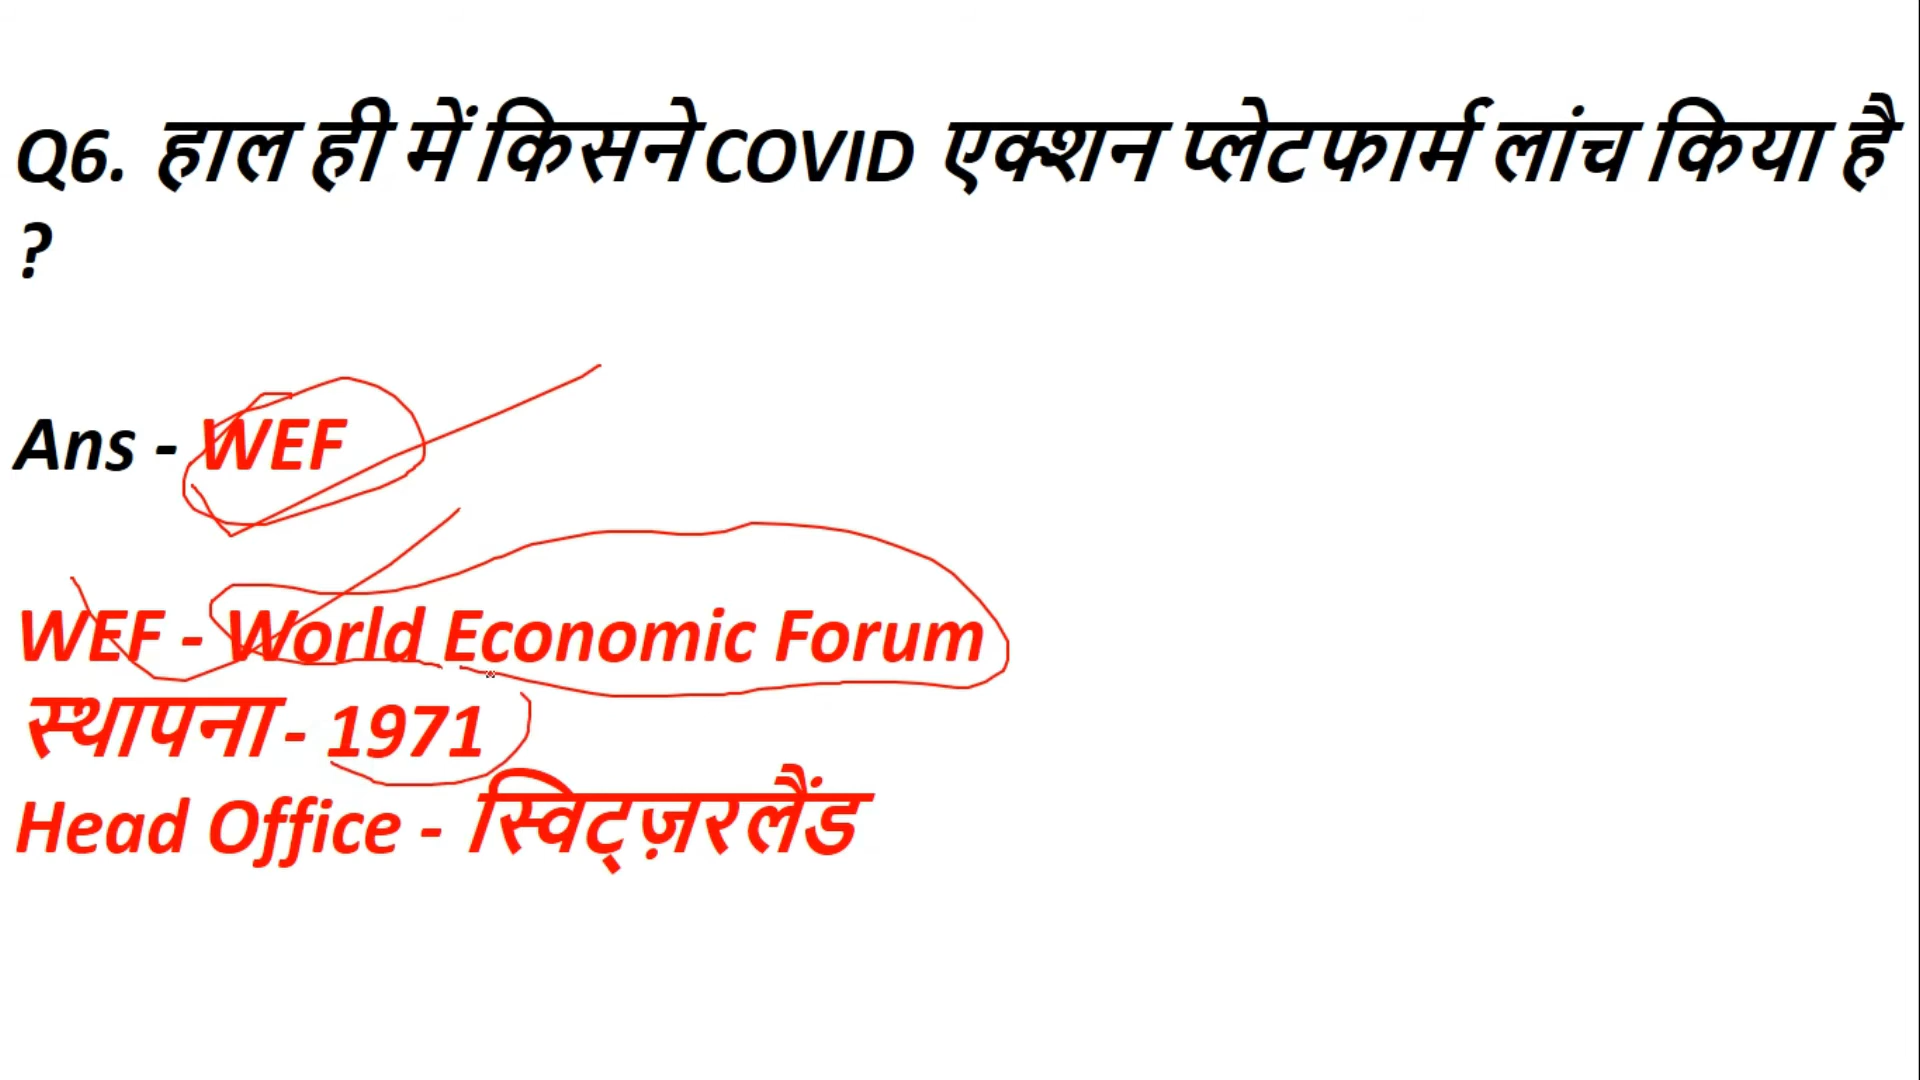 Q6. हाल ही में किसने COVID एक्शन प्लेटफार्म लांच किया है
?
Ans - WEF
WEF - World Economic Forum
स्थापना - 1971
Head Office - स्विट्ज़रलैंड